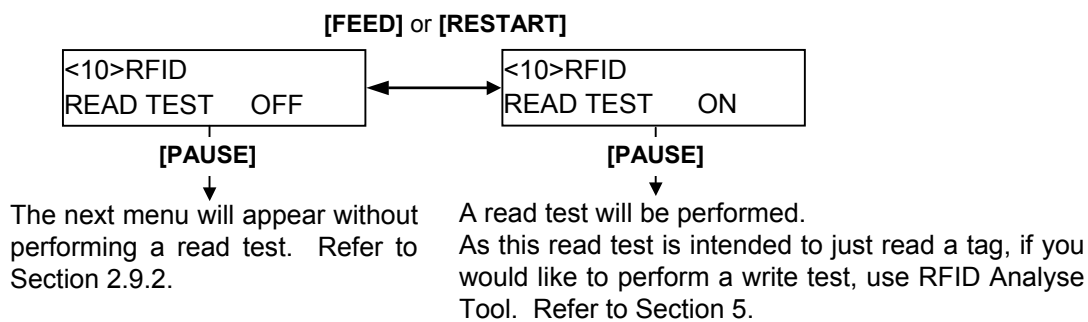 [FEED] or [RESTART]
<10>RFID
READ TEST OFF
<10>RFID
READ TEST ON
[PAUSE]
[PAUSE]
The next menu will appear without
performing a read test. Refer to
Section 2.9.2.
A read test will be performed.
As this read test is intended to just read a tag, if you
would like to perform a write test, use RFID Analyse
Tool. Refer to Section 5.